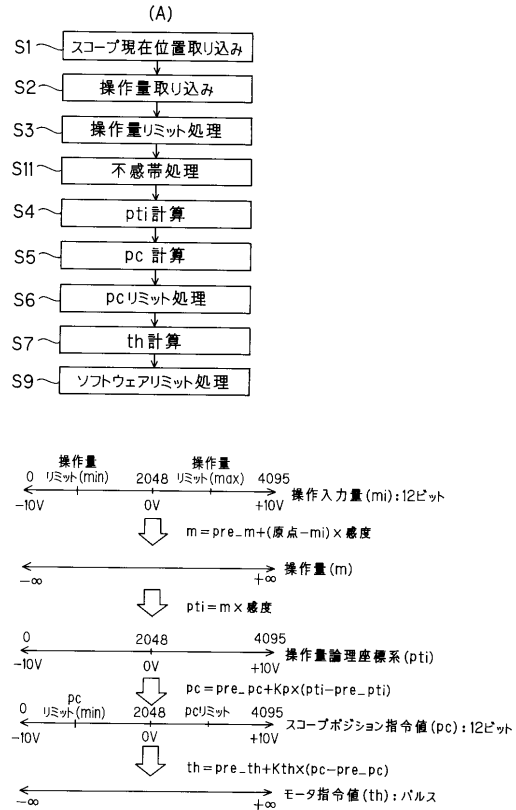 (A)
S1 スコープ現在位置取り込み
S2 操作量取り込み
S3 操作量リミット処理
S11 不感帯処理
S4 pti計算
S5 pc 計算
S6 pcリミット処理
S7 th計算
S9 ソフトウェアリミット処理
操作量 操作量
0 リミット(min) 2048 リミット(max) 4095
操作入力量(mi):12ビット
-10V 0V +10V
m=pre_m+(原点-mi)×感度
操作量(m)
-∞ +∞
pti=m×感度
0 2048 4095
操作量論理座標系(pti)
-10V 0V +10V
pc=pre_pc+Kp×(pti-pre_pti)
pc
0 リミット(min) 2048 pcリミット 4095
スコープポジション指令値(pc):12ビット
-10V 0V +10V
th=pre_th+Kth×(pc-pre_pc)
モータ指令値(th):パルス
-∞ +∞